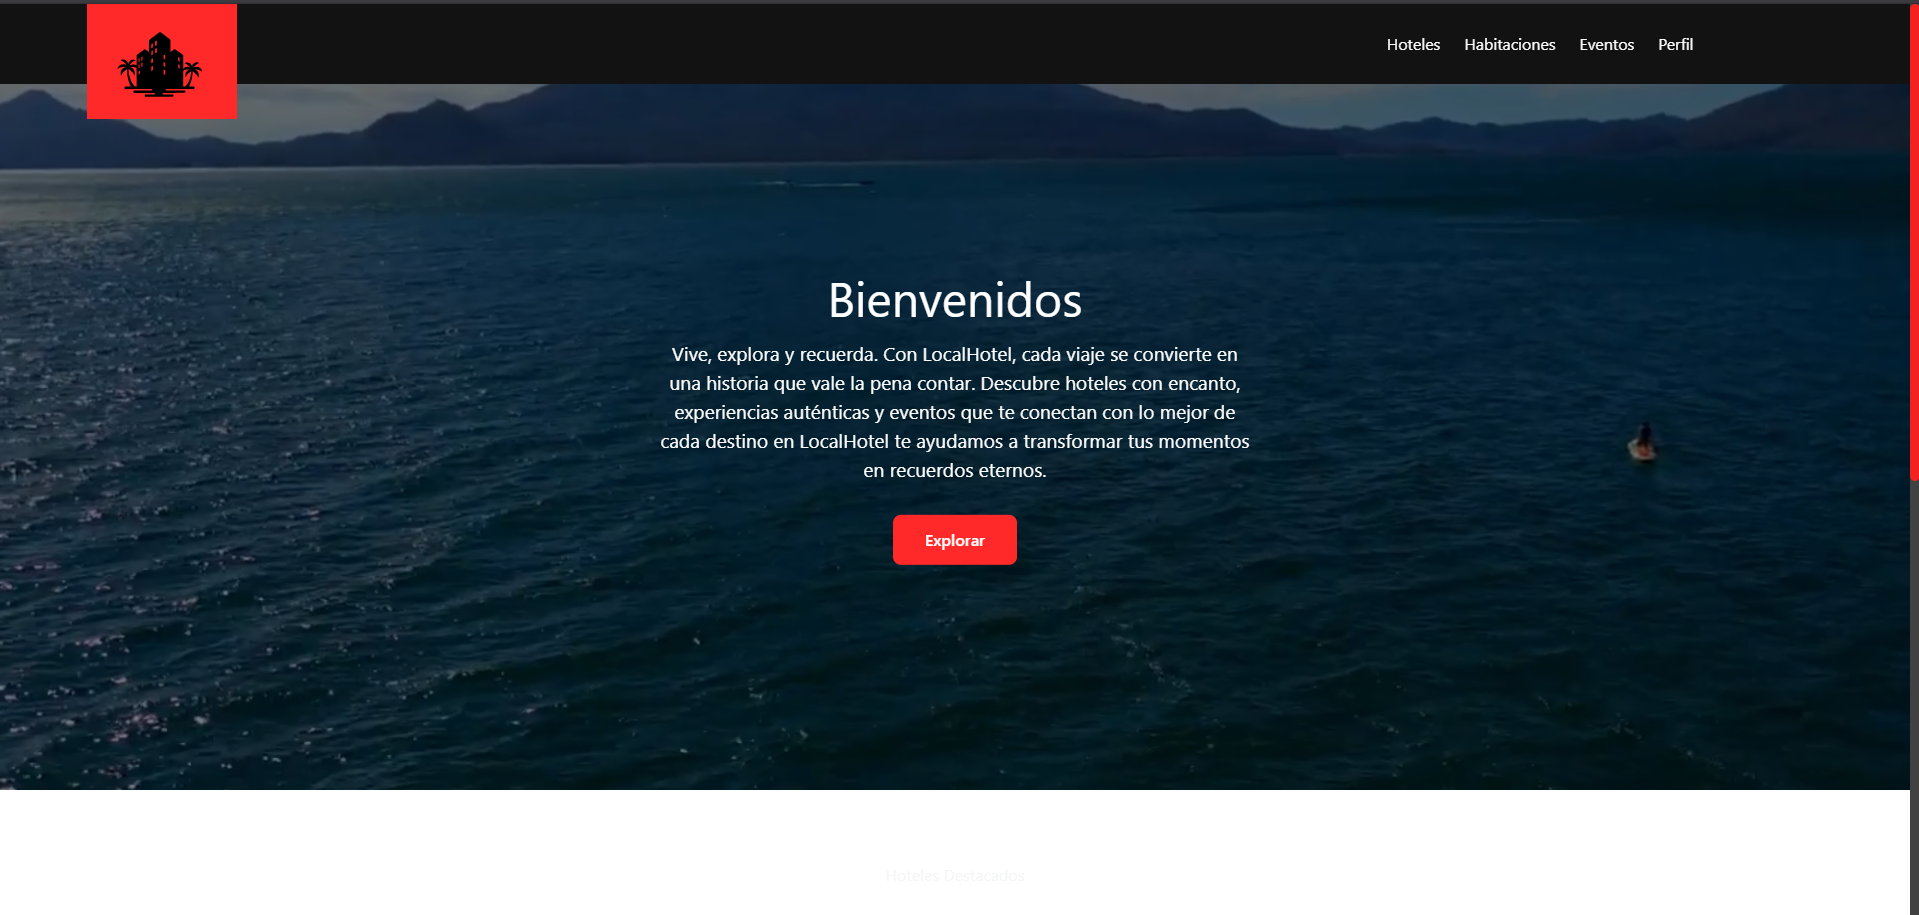 Hoteles Habitaciones Eventos Perfil
Bienvenidos
Vive, explora y recuerda. Con LocalHotel, cada viaje se convierte en
una historia que vale la pena contar. Descubre hoteles con encanto,
experiencias auténticas y eventos que te conectan con lo mejor de
cada destino en LocalHotel te ayudamos a transformar tus momentos
en recuerdos eternos.
Explorar
Hoteles Destacados